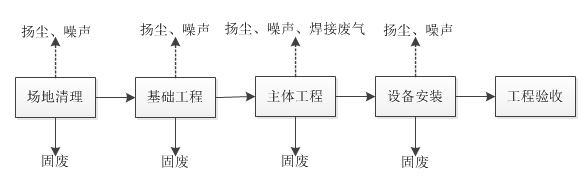 扬尘、噪声
扬尘、噪声
扬尘、噪声、焊接废气
扬尘、噪声
场地清理
基础工程
主体工程
设备安装
工程验收
固废
固废
固废
固废